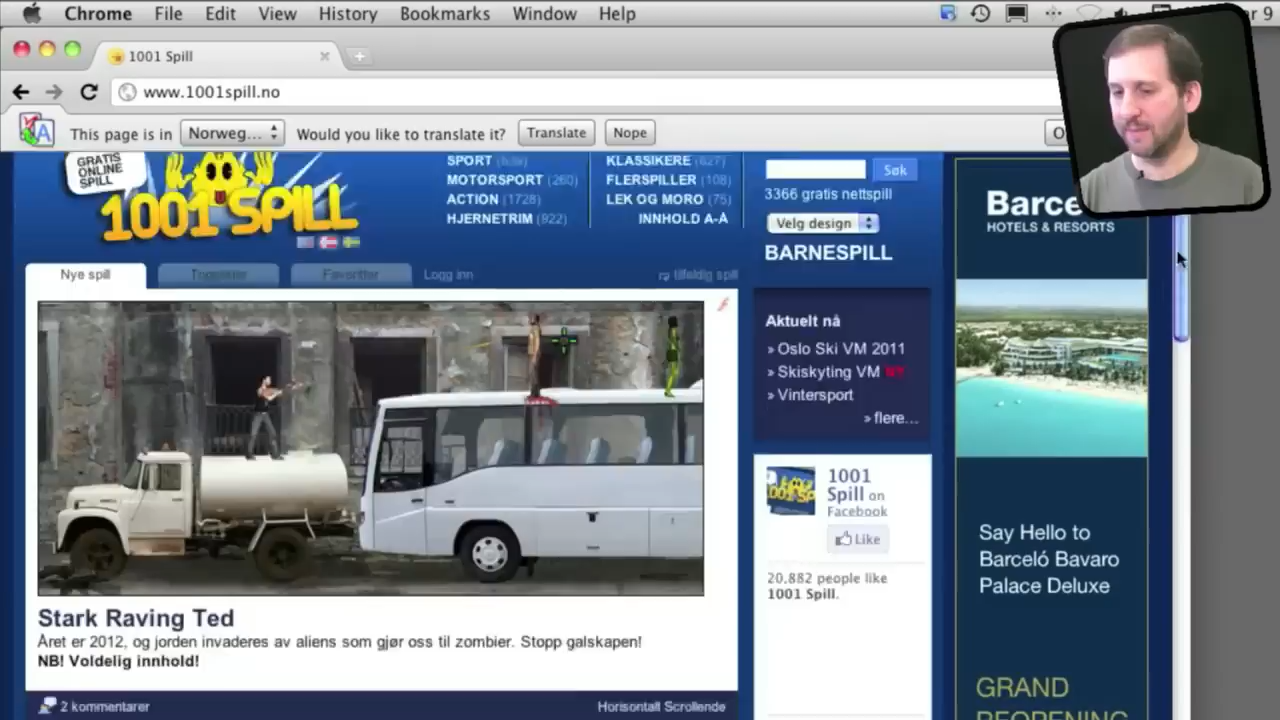 Chrome File Edit View History Bookmarks Window Help
r 9
1001 Spill
www.1001spill.no
This page is in Norweg... Would you like to translate it? Translate Nope
GRATIS
ONLINE
SPILL
1001 SPILL
SPORT
MOTORSPORT (260)
ACTION (1728)
HJERNETRIM (922)
KLASSIKERE (627)
FLERSPILLER (108)
LEK OG MORO (75)
INNHOLD A-Å
Søk
3366 gratis nettspill
Velg design
BARNESPILL
Nye spill Topplister Favoritter Logg inn tilfeldig spill
Aktuelt nå
» Oslo Ski VM 2011
» Skiskyting VM
» Vintersport
» flere...
1001
Spill on
Facebook
Like
20,882 people like
1001 Spill.
Stark Raving Ted
Året er 2012, og jorden invaderes av aliens som gjør oss til zombier. Stopp galskapen!
NB! Voldelig innhold!
2 kommentarer Horisontalt Scrollende
Barce
HOTELS & RESORTS
Say Hello to
Barceló Bavaro
Palace Deluxe
GRAND
REOPENING